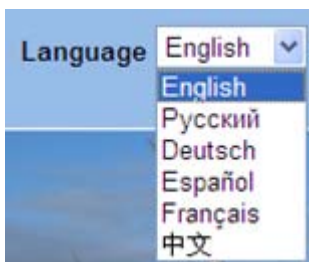 Language English
English
Русский
Deutsch
Español
Français
中文